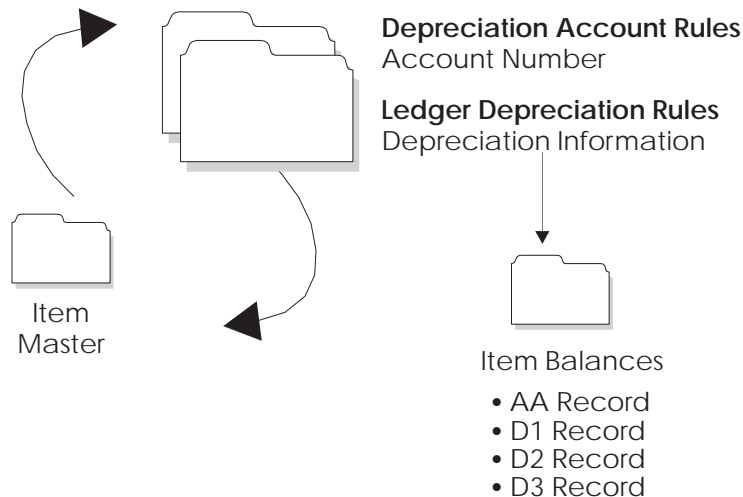 Depreciation Account Rules
Account Number
Ledger Depreciation Rules
Depreciation Information
Item
Master
Item Balances
• AA Record
• D1 Record
• D2 Record
• D3 Record